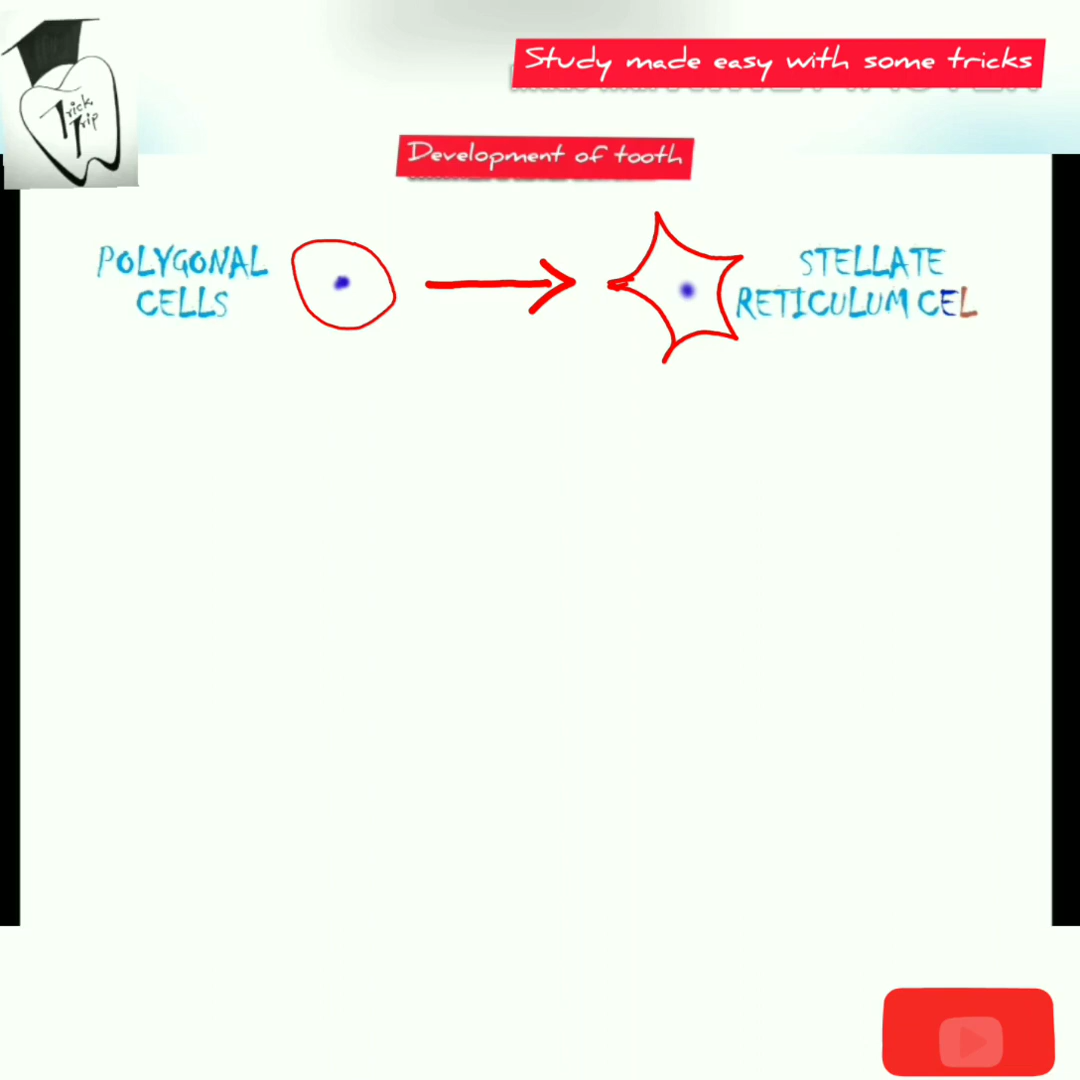 Trick
Trip
Study made easy with some tricks
Development of tooth
POLYGONAL
CELLS
STELLATE
RETICULUM CEL